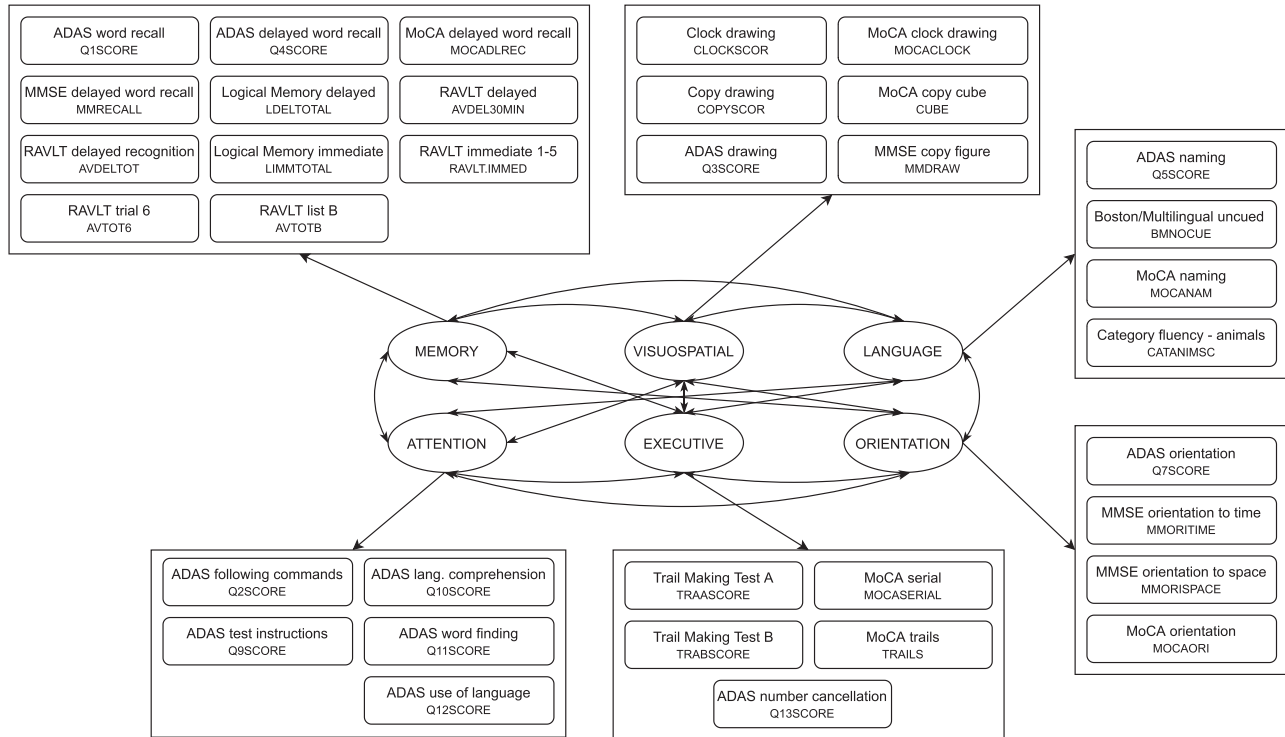 ADAS word recall
Q1SCORE
ADAS delayed word recall
Q4SCORE
MoCA delayed word recall
MOCADLREC
MMSE delayed word recall
MMRECALL
Logical Memory delayed
LDELTOTAL
RAVLT delayed
AVDEL30MIN
RAVLT delayed recognition
AVDELTOT
Logical Memory immediate
LIMMTOTAL
RAVLT immediate 1-5
RAVLT.IMMED
RAVLT trial 6
AVTOT6
RAVLT list B
AVTOTB
Clock drawing
CLOCKSCOR
MoCA clock drawing
MOCACLOCK
Copy drawing
COPYSCOR
MoCA copy cube
CUBE
ADAS drawing
Q3SCORE
MMSE copy figure
MMDRAW
ADAS naming
Q5SCORE
Boston/Multilingual uncued
BMNOCUE
MoCA naming
MOCANAM
Category fluency - animals
CATANIMSC
MEMORY
VISUOSPATIAL
LANGUAGE
ATTENTION
EXECUTIVE
ORIENTATION
ADAS orientation
Q7SCORE
MMSE orientation to time
MMORITIME
MMSE orientation to space
MMORISPACE
MoCA orientation
MOCAORI
ADAS following commands
Q2SCORE
ADAS lang. comprehension
Q10SCORE
ADAS test instructions
Q9SCORE
ADAS word finding
Q11SCORE
ADAS use of language
Q12SCORE
Trail Making Test A
TRAASCORE
MoCA serial
MOCASERIAL
Trail Making Test B
TRABSCORE
MoCA trails
TRAILS
ADAS number cancellation
Q13SCORE